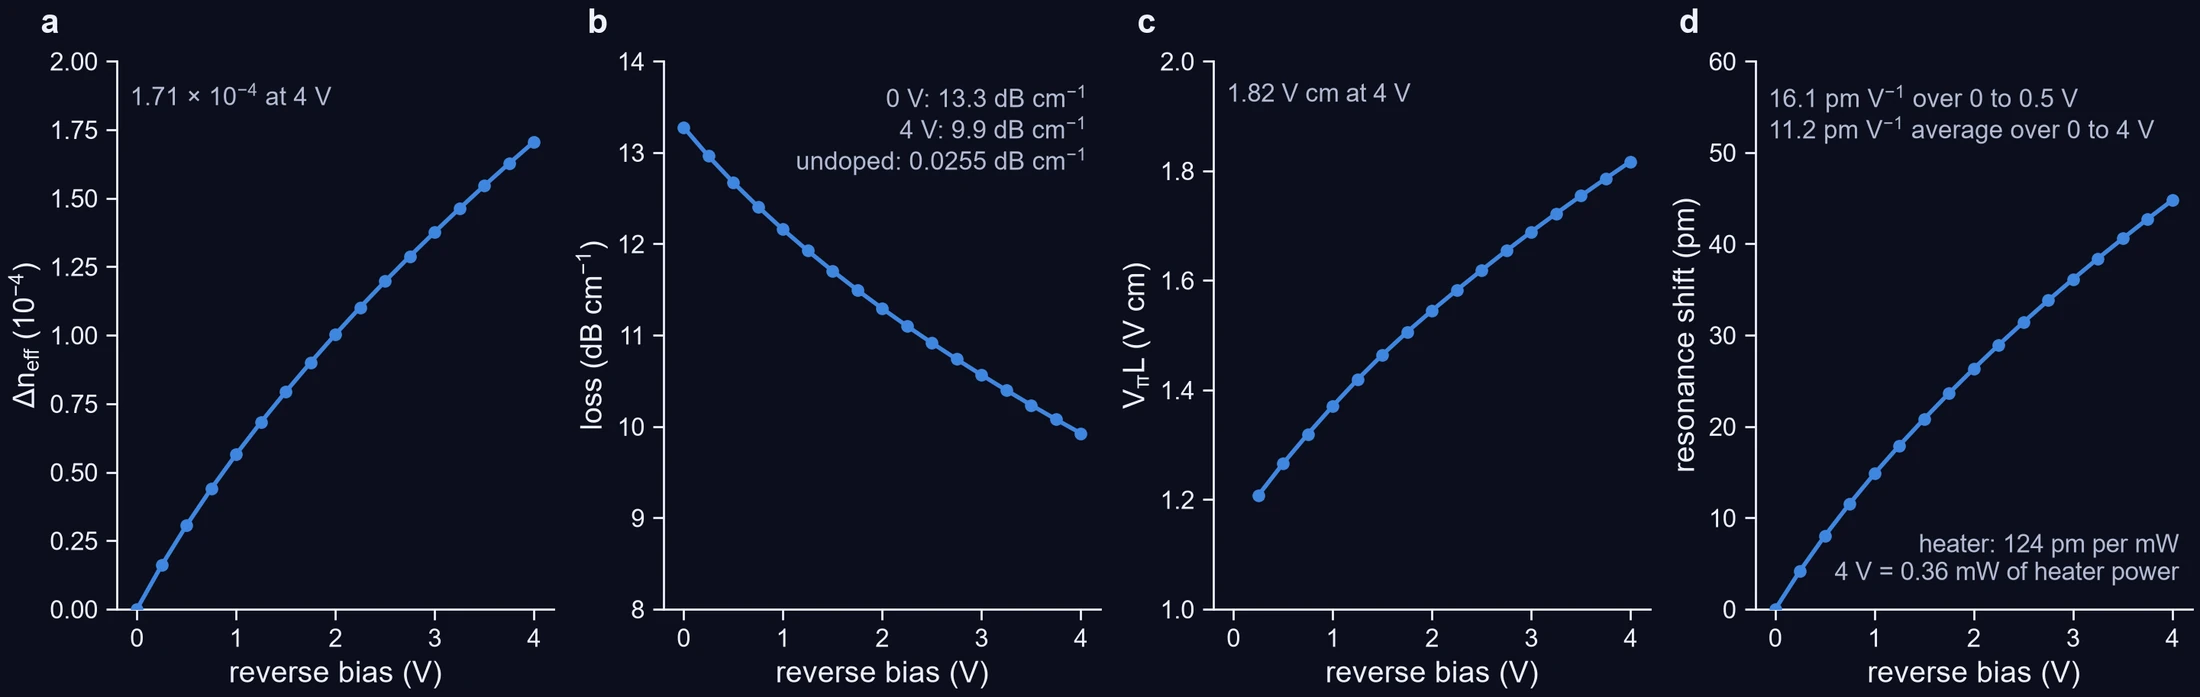 a
2.00
1.75
1.50
1.25
1.00
0.75
0.50
0.25
0.00
Δn_eff (10⁻⁴)
1.71 × 10⁻⁴ at 4 V
0 1 2 3 4
reverse bias (V)
b
14
13
12
11
10
9
8
loss (dB cm⁻¹)
0 V: 13.3 dB cm⁻¹
4 V: 9.9 dB cm⁻¹
undoped: 0.0255 dB cm⁻¹
0 1 2 3 4
reverse bias (V)
c
2.0
1.8
1.6
1.4
1.2
1.0
V_πL (V cm)
1.82 V cm at 4 V
0 1 2 3 4
reverse bias (V)
d
60
50
40
30
20
10
0
resonance shift (pm)
16.1 pm V⁻¹ over 0 to 0.5 V
11.2 pm V⁻¹ average over 0 to 4 V
heater: 124 pm per mW
4 V = 0.36 mW of heater power
0 1 2 3 4
reverse bias (V)